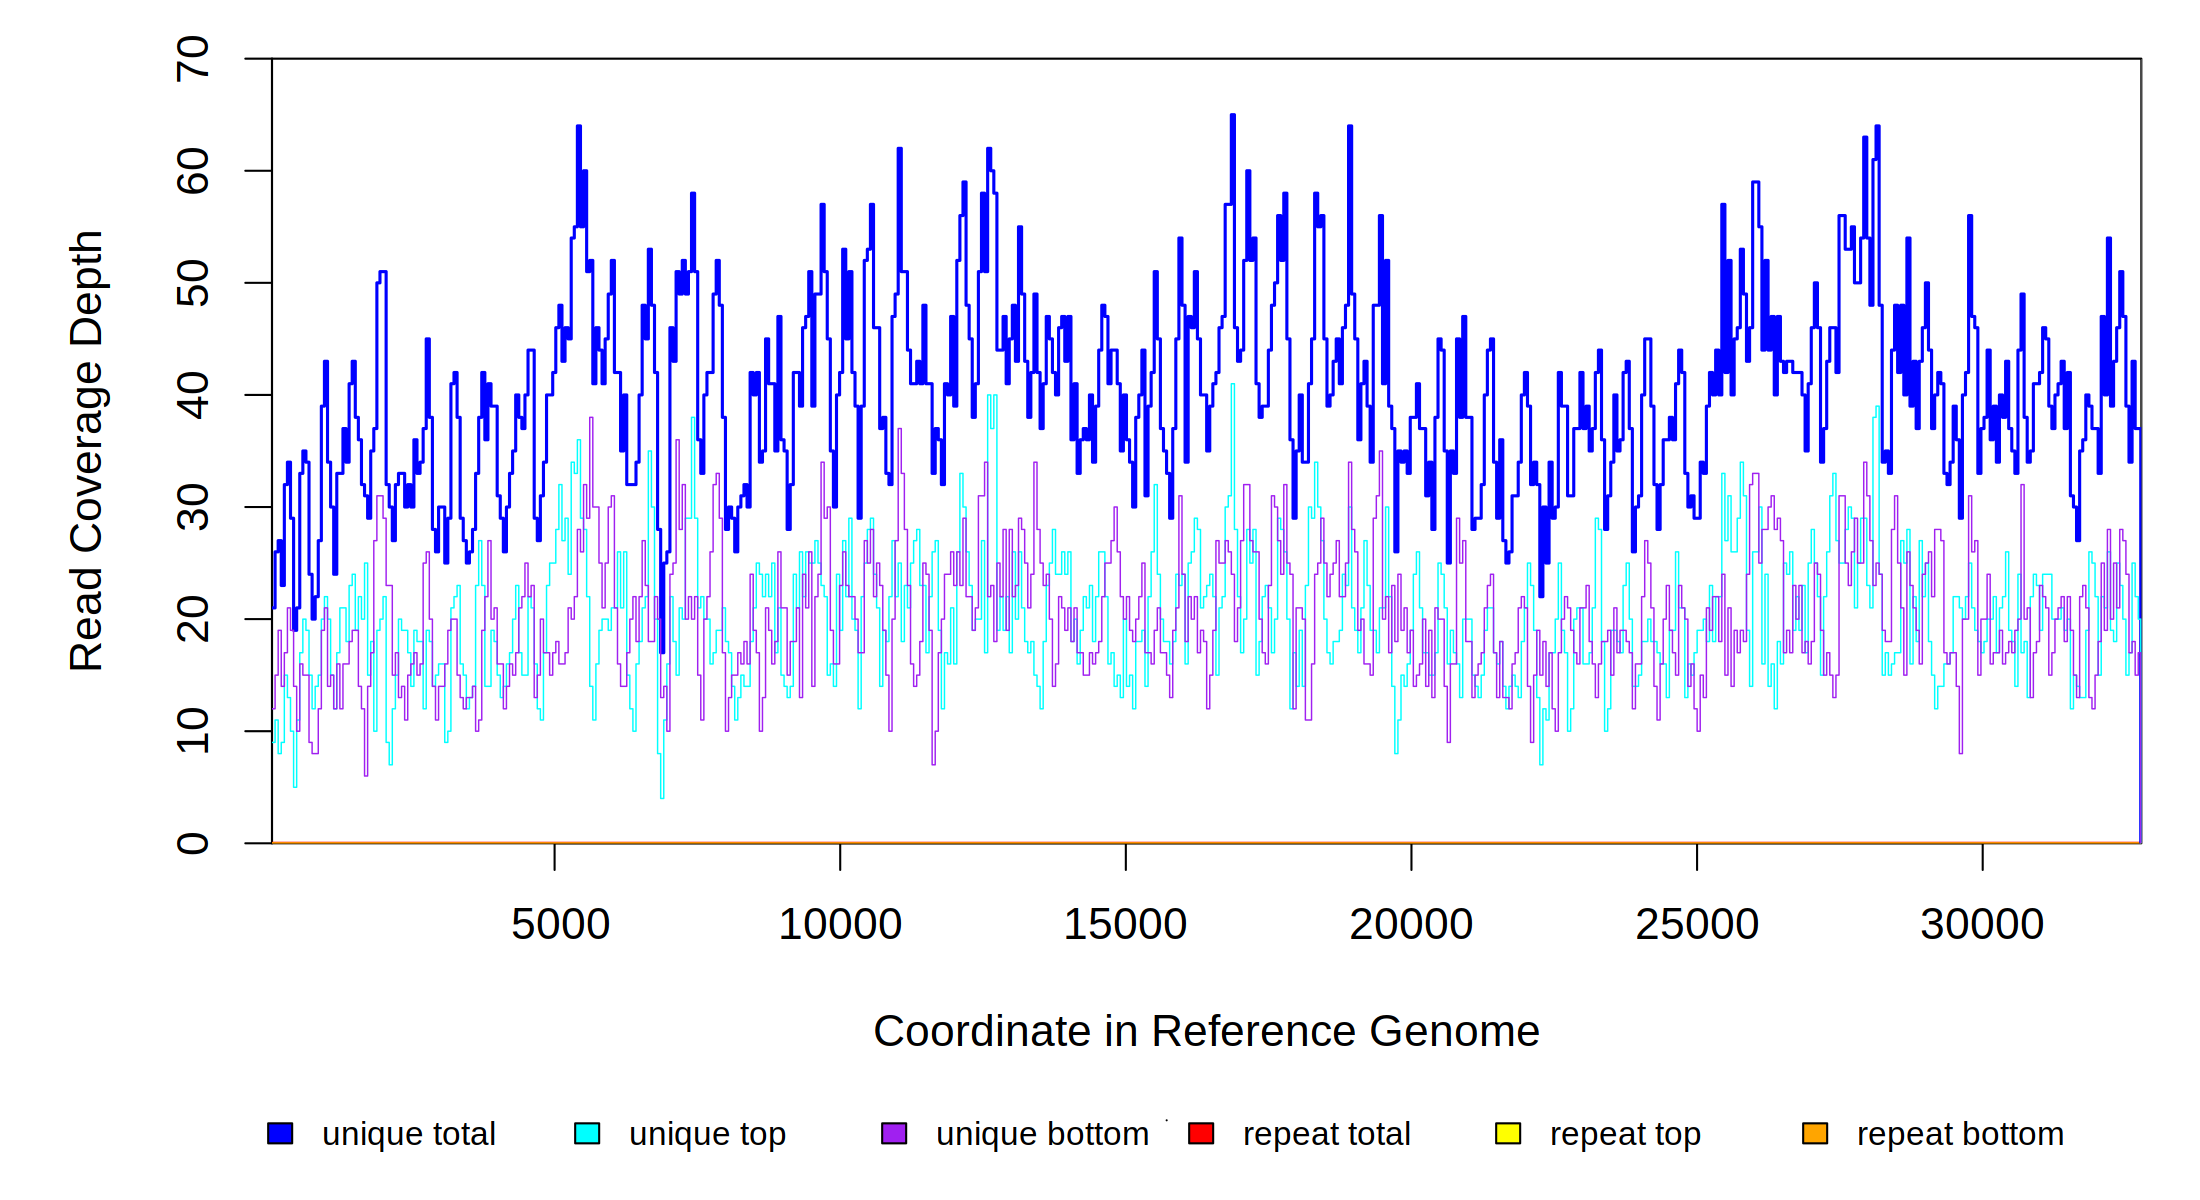 70
60
50
40
30
20
10
0
Read Coverage Depth
5000 10000 15000 20000 25000 30000
Coordinate in Reference Genome
unique total unique top unique bottom repeat total repeat top repeat bottom